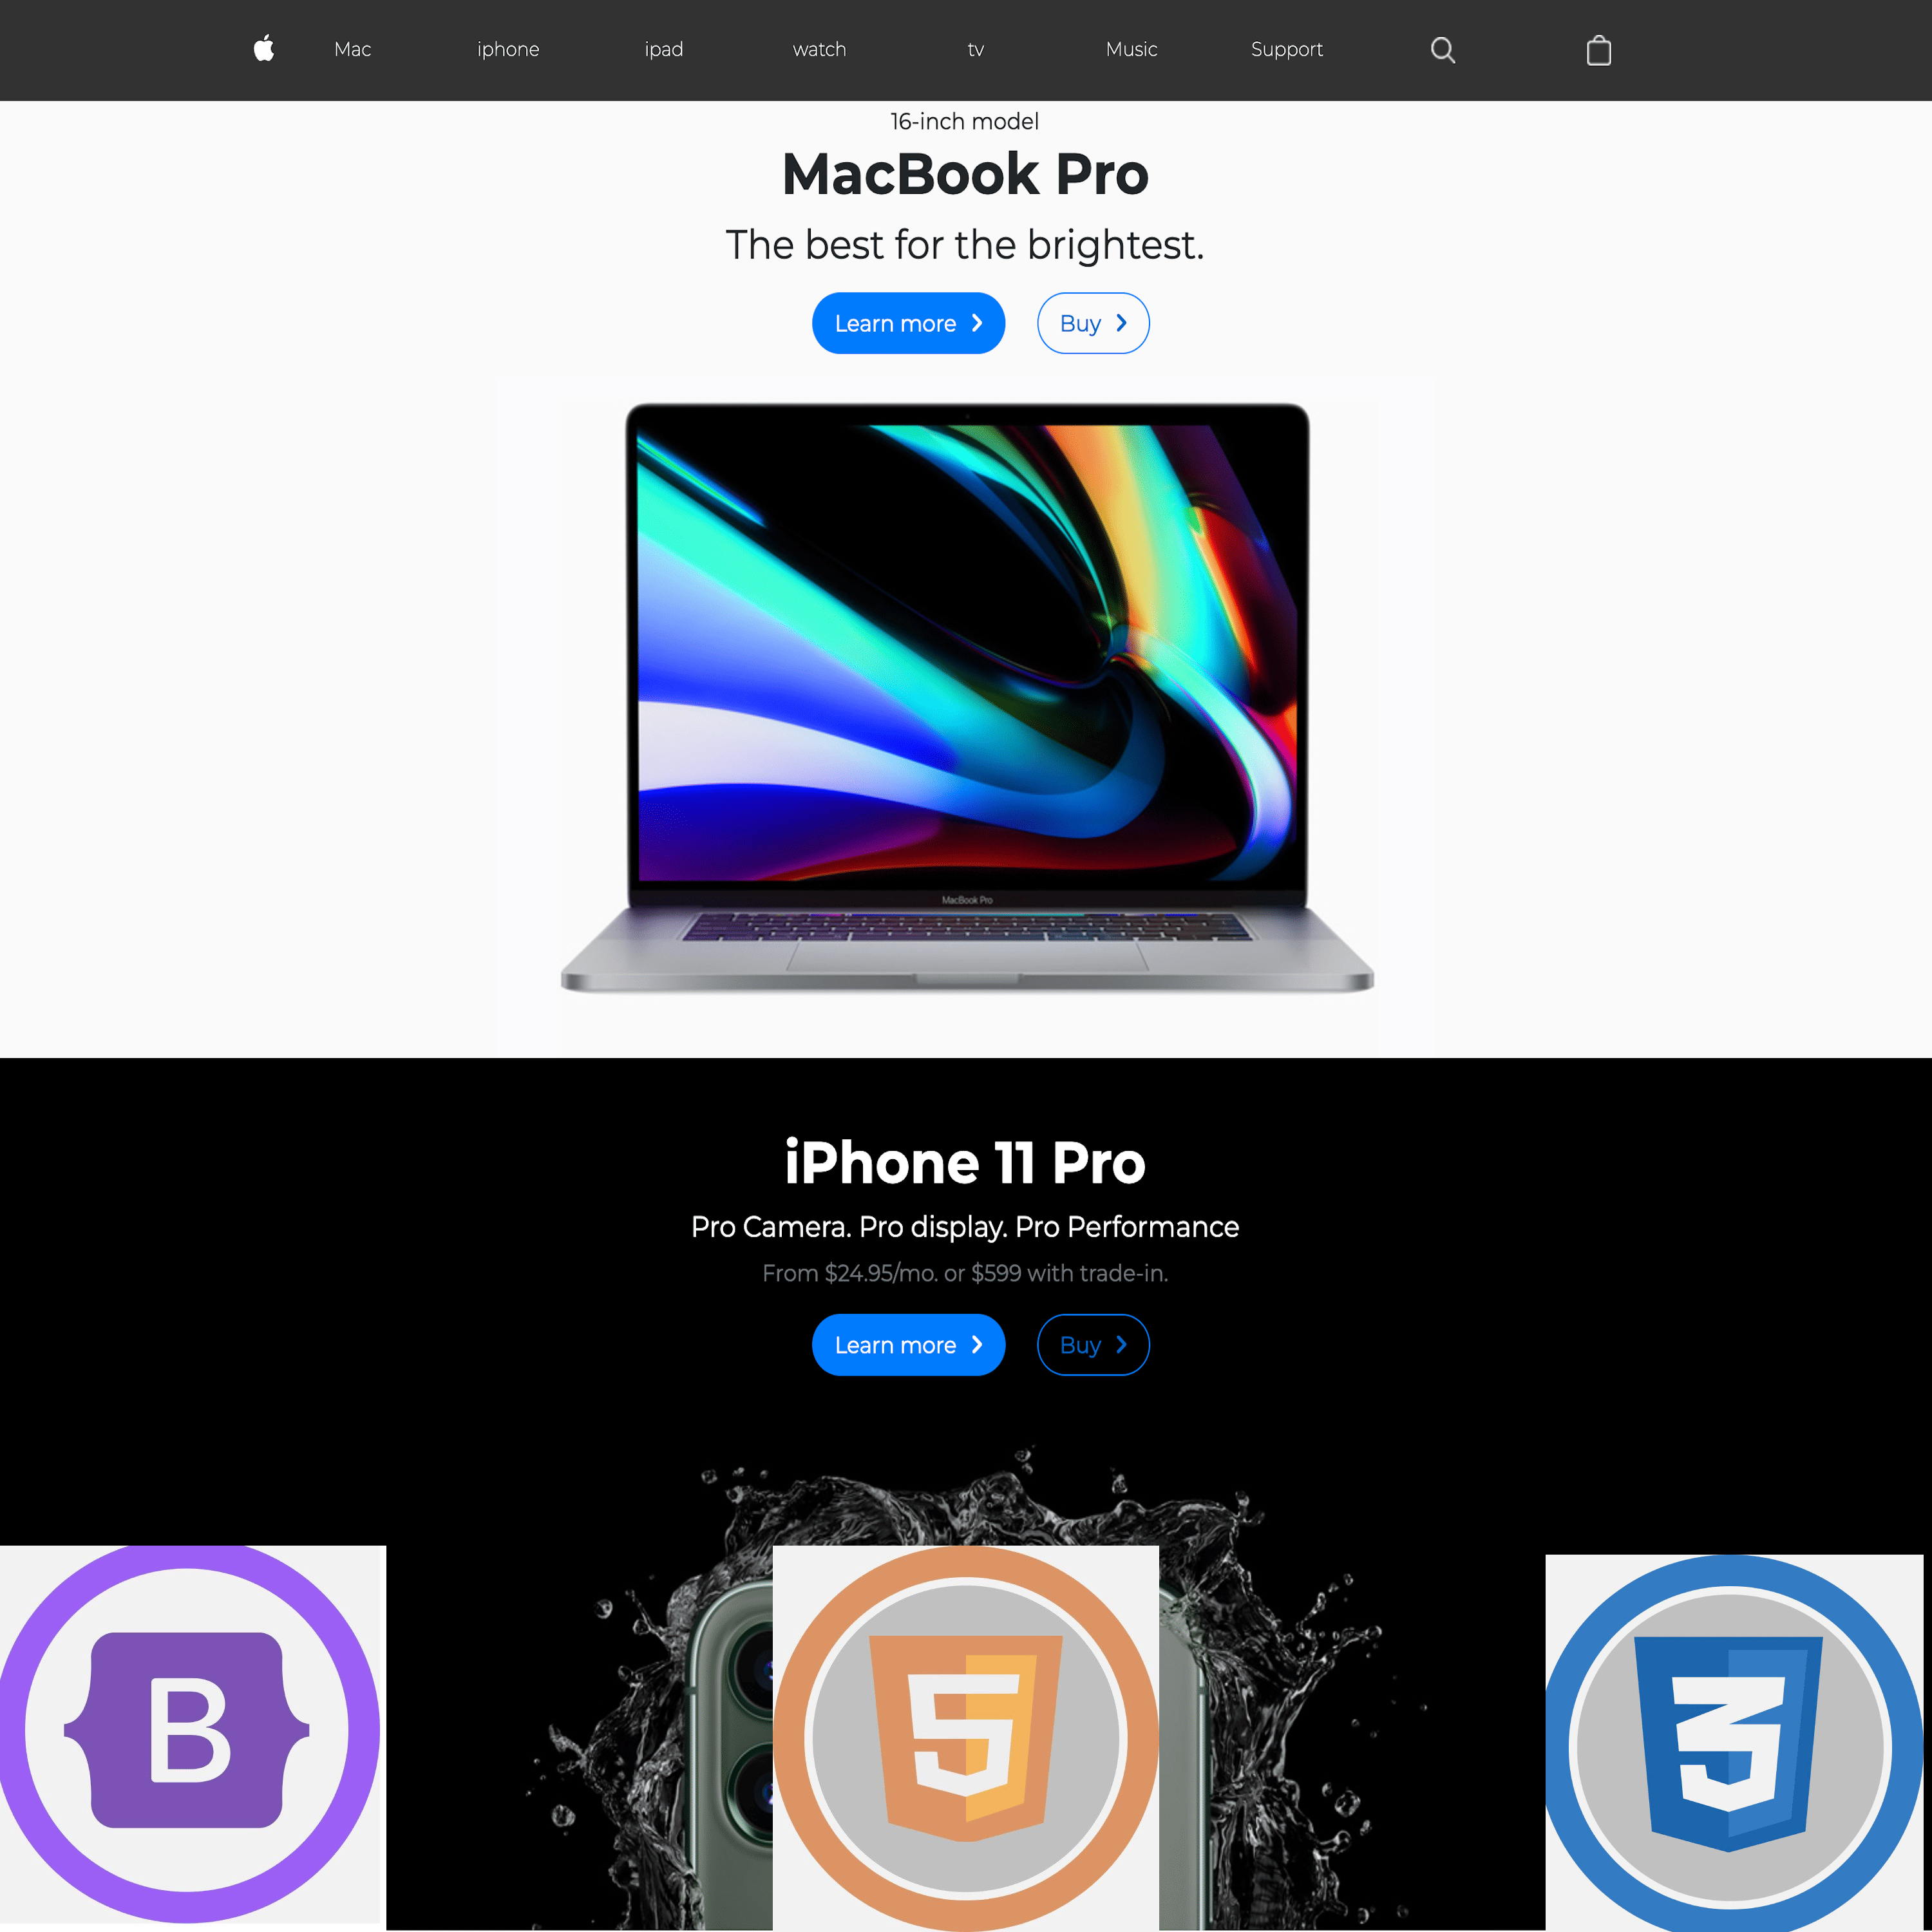 Mac iphone ipad watch tv Music Support
16-inch model
MacBook Pro
The best for the brightest.
Learn more Buy
MacBook Pro
iPhone 11 Pro
Pro Camera. Pro display. Pro Performance
From $24.95/mo. or $599 with trade-in.
Learn more Buy
B 5 3